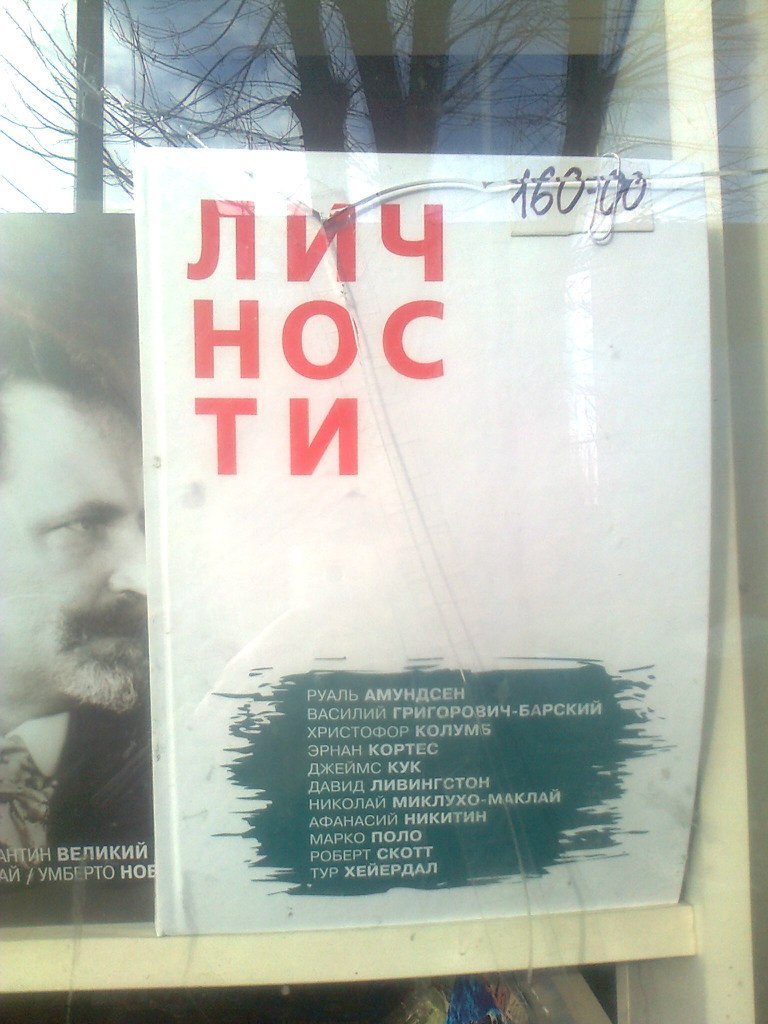 160-00
ЛИЧ
НОС
ТИ
РУАЛЬ АМУНДСЕН
ВАСИЛИЙ ГРИГОРОВИЧ-БАРСКИЙ
ХРИСТОФОР КОЛУМБ
ЭРНАН КОРТЕС
ДЖЕЙМС КУК
ДАВИД ЛИВИНГСТОН
НИКОЛАЙ МИКЛУХО-МАКЛАЙ
АФАНАСИЙ НИКИТИН
МАРКО ПОЛО
РОБЕРТ СКОТТ
ТУР ХЕЙЕРДАЛ
АНТИН ВЕЛИКИЙ
АЙ / УМБЕРТО НОБ